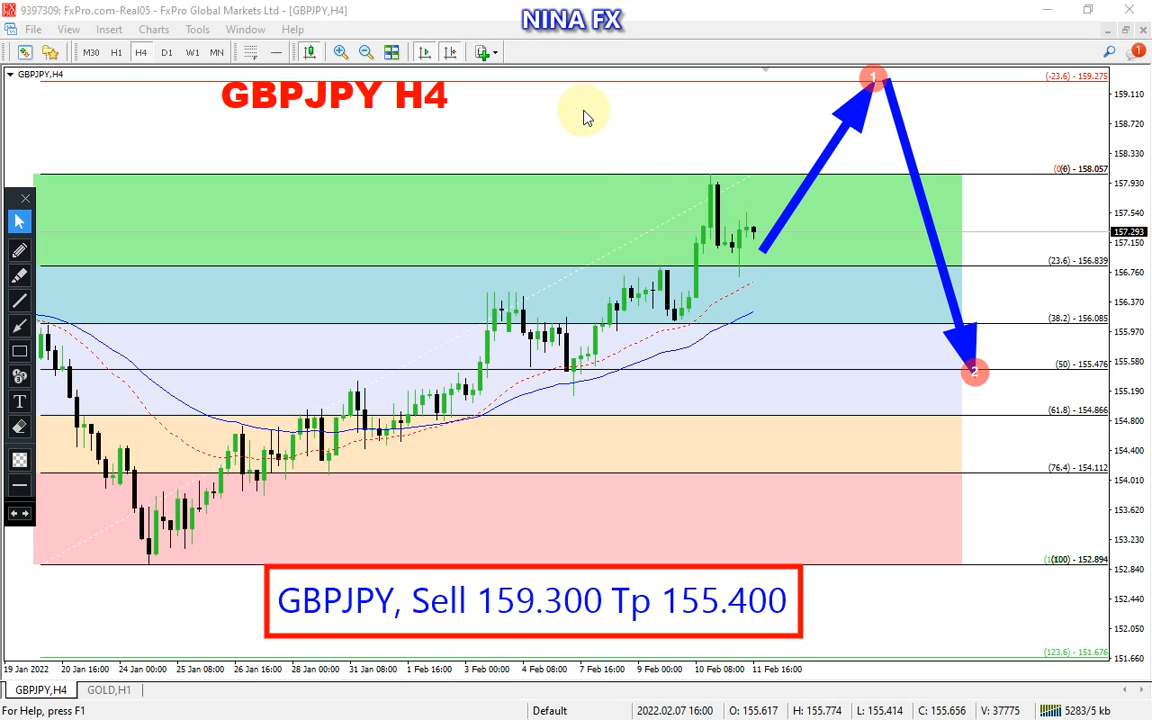 9397309: FxPro.com-Real05 - FxPro Global Markets Ltd - [GBPJPY,H4]
NINA FX
File View Insert Charts Tools Window Help
M30 H1 H4 D1 W1 MN
1
GBPJPY,H4
GBPJPY H4
1
(-23.6) - 159.275
159.110
158.720
158.330
(0) - 158.057
157.930
157.540
157.293
157.150
(23.6) - 156.839
156.760
156.370
(38.2) - 156.085
155.970
155.580
(50) - 155.476
2
155.190
(61.8) - 154.866
154.800
154.400
(76.4) - 154.112
154.010
153.620
153.230
(100) - 152.894
152.840
152.440
152.050
(123.6) - 151.676
151.660
T
GBPJPY, Sell 159.300 Tp 155.400
19 Jan 2022 20 Jan 16:00 24 Jan 00:00 25 Jan 08:00 26 Jan 16:00 28 Jan 00:00 31 Jan 08:00 1 Feb 16:00 3 Feb 00:00 4 Feb 08:00 7 Feb 16:00 9 Feb 00:00 10 Feb 08:00 11 Feb 16:00
GBPJPY,H4 GOLD,H1
For Help, press F1 Default 2022.02.07 16:00 O: 155.617 H: 155.774 L: 155.414 C: 155.656 V: 37775 5283/5 kb